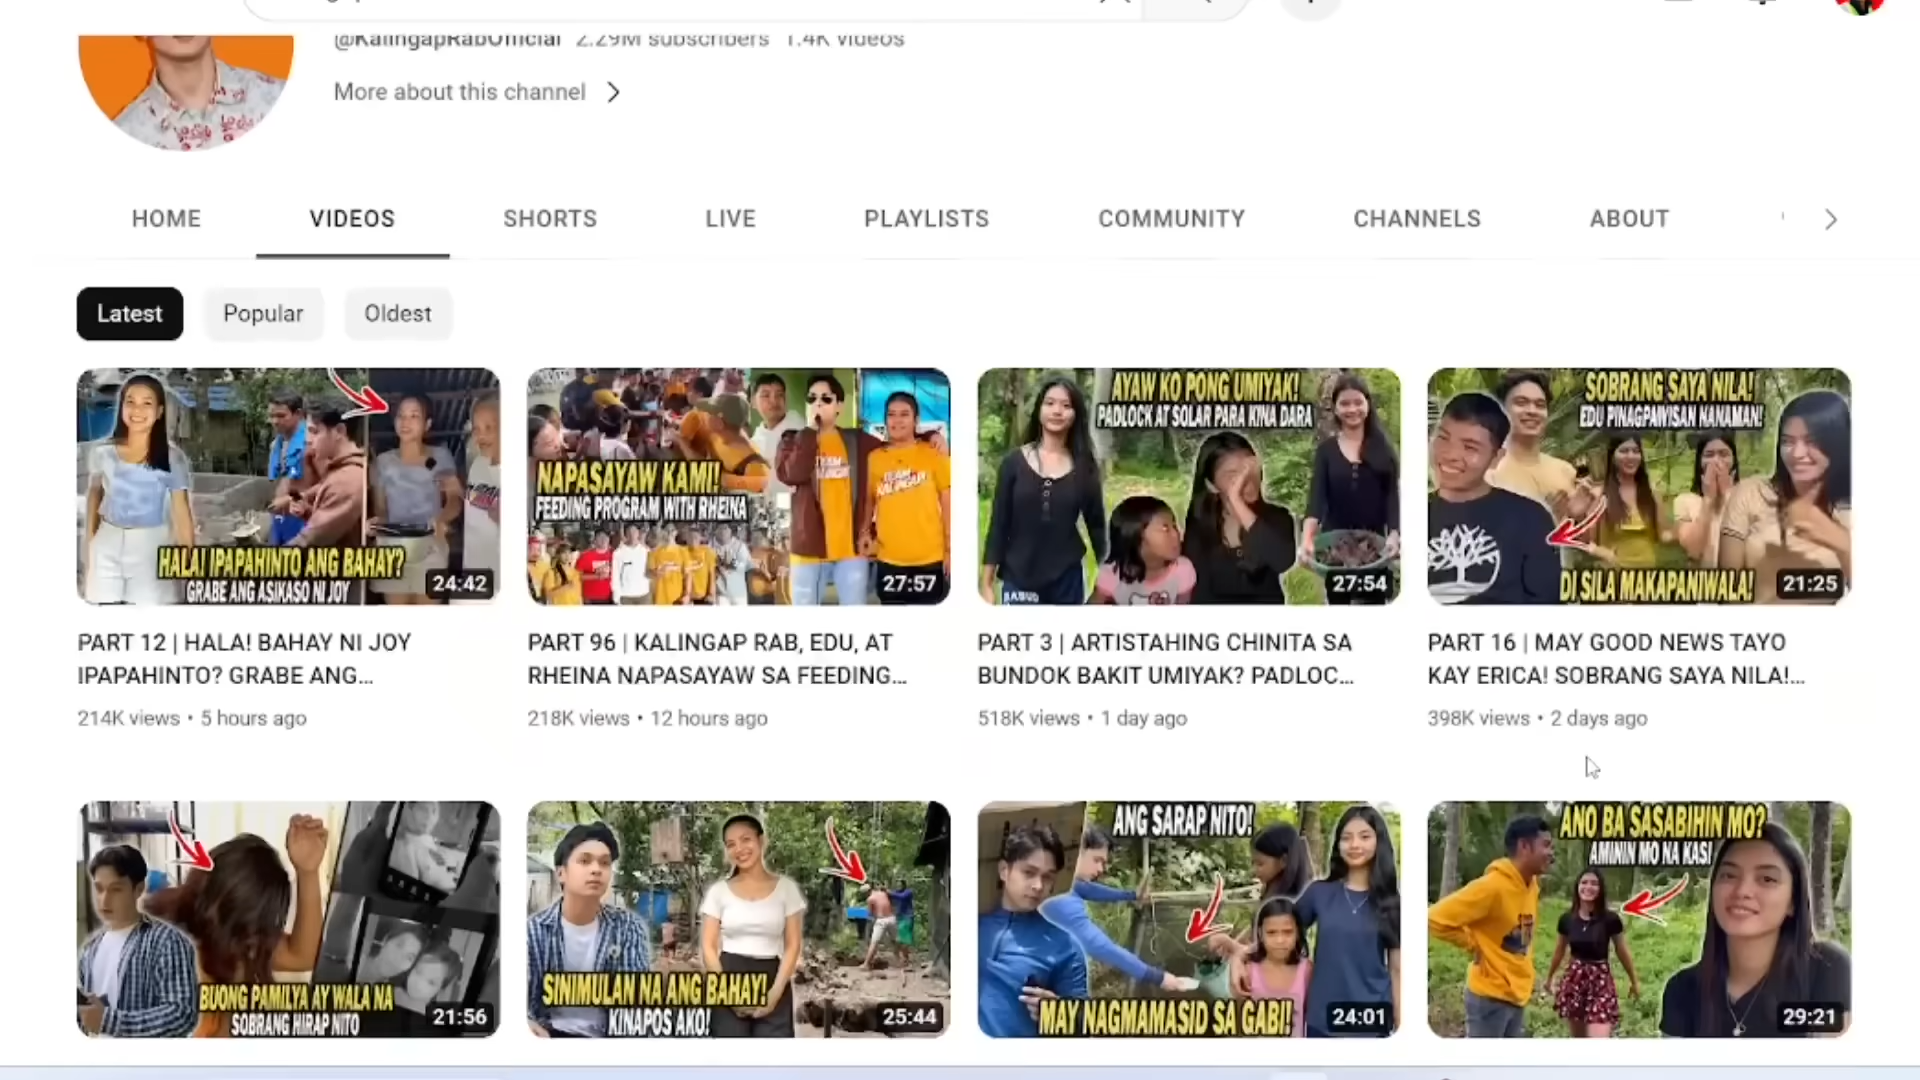 @KalingapRabOfficial 2.29M subscribers 1.4K videos
More about this channel
HOME VIDEOS SHORTS LIVE PLAYLISTS COMMUNITY CHANNELS ABOUT
Latest Popular Oldest
HALA! IPAPAHINTO ANG BAHAY?
GRABE ANG ASIKASO NI JOY
24:42
NAPASAYAW KAMI!
FEEDING PROGRAM WITH RHEINA
27:57
AYAW KO PONG UMIYAK!
PADLOCK AT SOLAR PARA KINA DARA
27:54
SOBRANG SAYA NILA!
EDU PINAGPAWISAN NANAMAN!
DI SILA MAKAPANIWALA!
21:25
PART 12 | HALA! BAHAY NI JOY
IPAPAHINTO? GRABE ANG...
214K views • 5 hours ago
PART 96 | KALINGAP RAB, EDU, AT
RHEINA NAPASAYAW SA FEEDING...
218K views • 12 hours ago
PART 3 | ARTISTAHING CHINITA SA
BUNDOK BAKIT UMIYAK? PADLOC...
518K views • 1 day ago
PART 16 | MAY GOOD NEWS TAYO
KAY ERICA! SOBRANG SAYA NILA!...
398K views • 2 days ago
BUONG PAMILYA AY WALA NA
SOBRANG HIRAP NITO
21:56
SINIMULAN NA ANG BAHAY!
KINAPOS AKO!
25:44
ANG SARAP NITO!
MAY NAGMAMASID SA GABI!
24:01
ANO BA SASABIHIN MO?
AMININ MO NA KASI
29:21